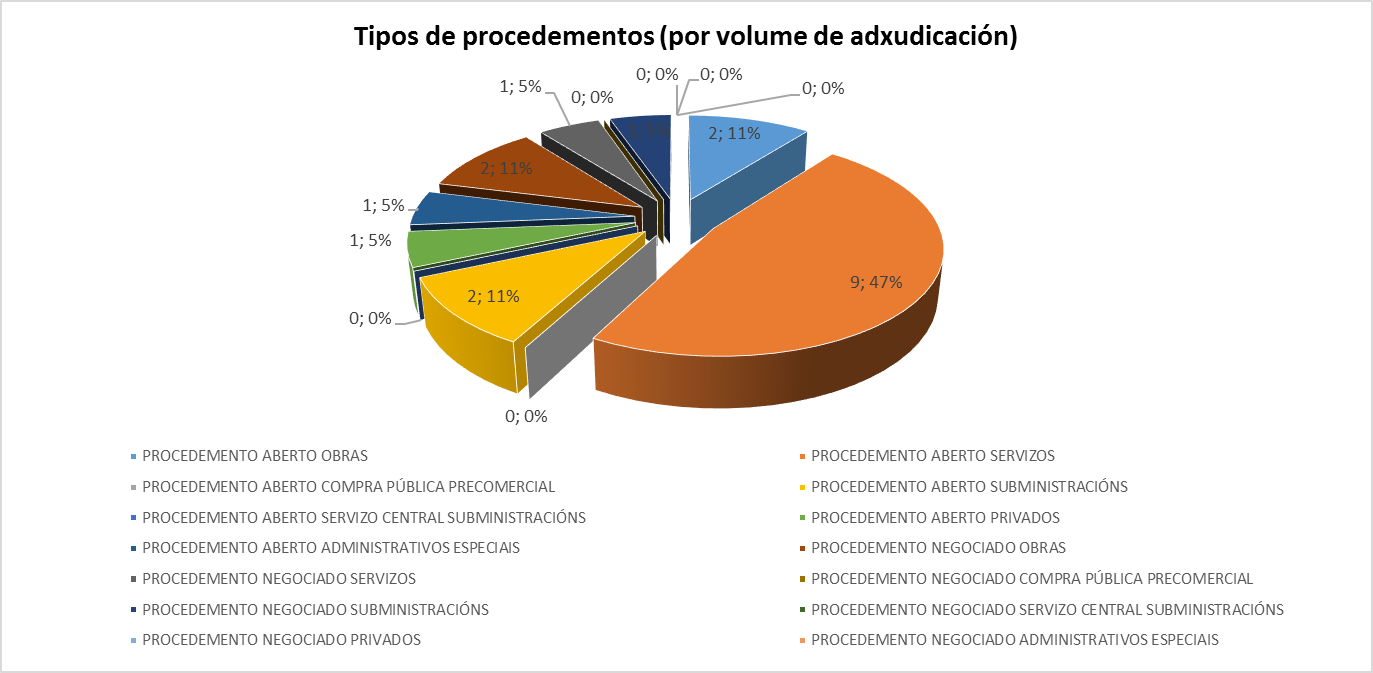 Tipos de procedementos (por volume de adxudicación)
0; 0%
0; 0%
0; 0%
1; 5%
0; 0%
2; 11%
2; 11%
1; 5%
1; 5%
9; 47%
2; 11%
0; 0%
0; 0%
PROCEDEMENTO ABERTO OBRAS
PROCEDEMENTO ABERTO SERVIZOS
PROCEDEMENTO ABERTO COMPRA PÚBLICA PRECOMERCIAL
PROCEDEMENTO ABERTO SUBMINISTRACIÓNS
PROCEDEMENTO ABERTO SERVIZO CENTRAL SUBMINISTRACIÓNS
PROCEDEMENTO ABERTO PRIVADOS
PROCEDEMENTO ABERTO ADMINISTRATIVOS ESPECIAIS
PROCEDEMENTO NEGOCIADO OBRAS
PROCEDEMENTO NEGOCIADO SERVIZOS
PROCEDEMENTO NEGOCIADO COMPRA PÚBLICA PRECOMERCIAL
PROCEDEMENTO NEGOCIADO SUBMINISTRACIÓNS
PROCEDEMENTO NEGOCIADO SERVIZO CENTRAL SUBMINISTRACIÓNS
PROCEDEMENTO NEGOCIADO PRIVADOS
PROCEDEMENTO NEGOCIADO ADMINISTRATIVOS ESPECIAIS